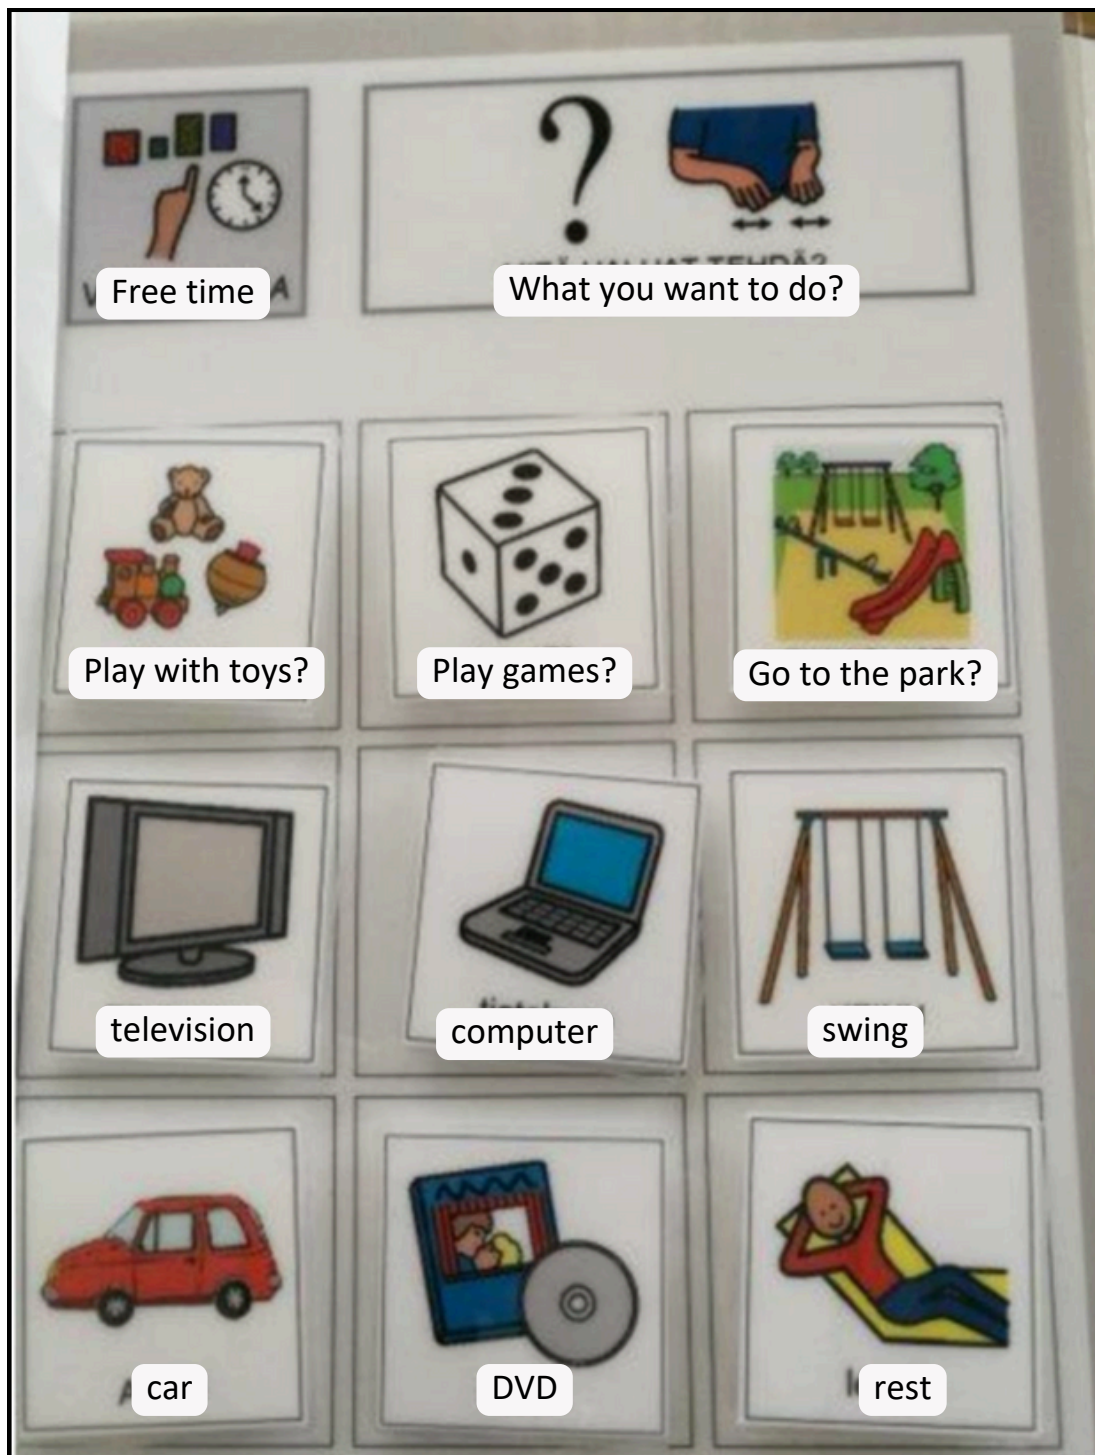 Free time
What you want to do?
TEHDÄ?
Play with toys?
Play games?
Go to the park?
television
computer
swing
car
DVD
rest